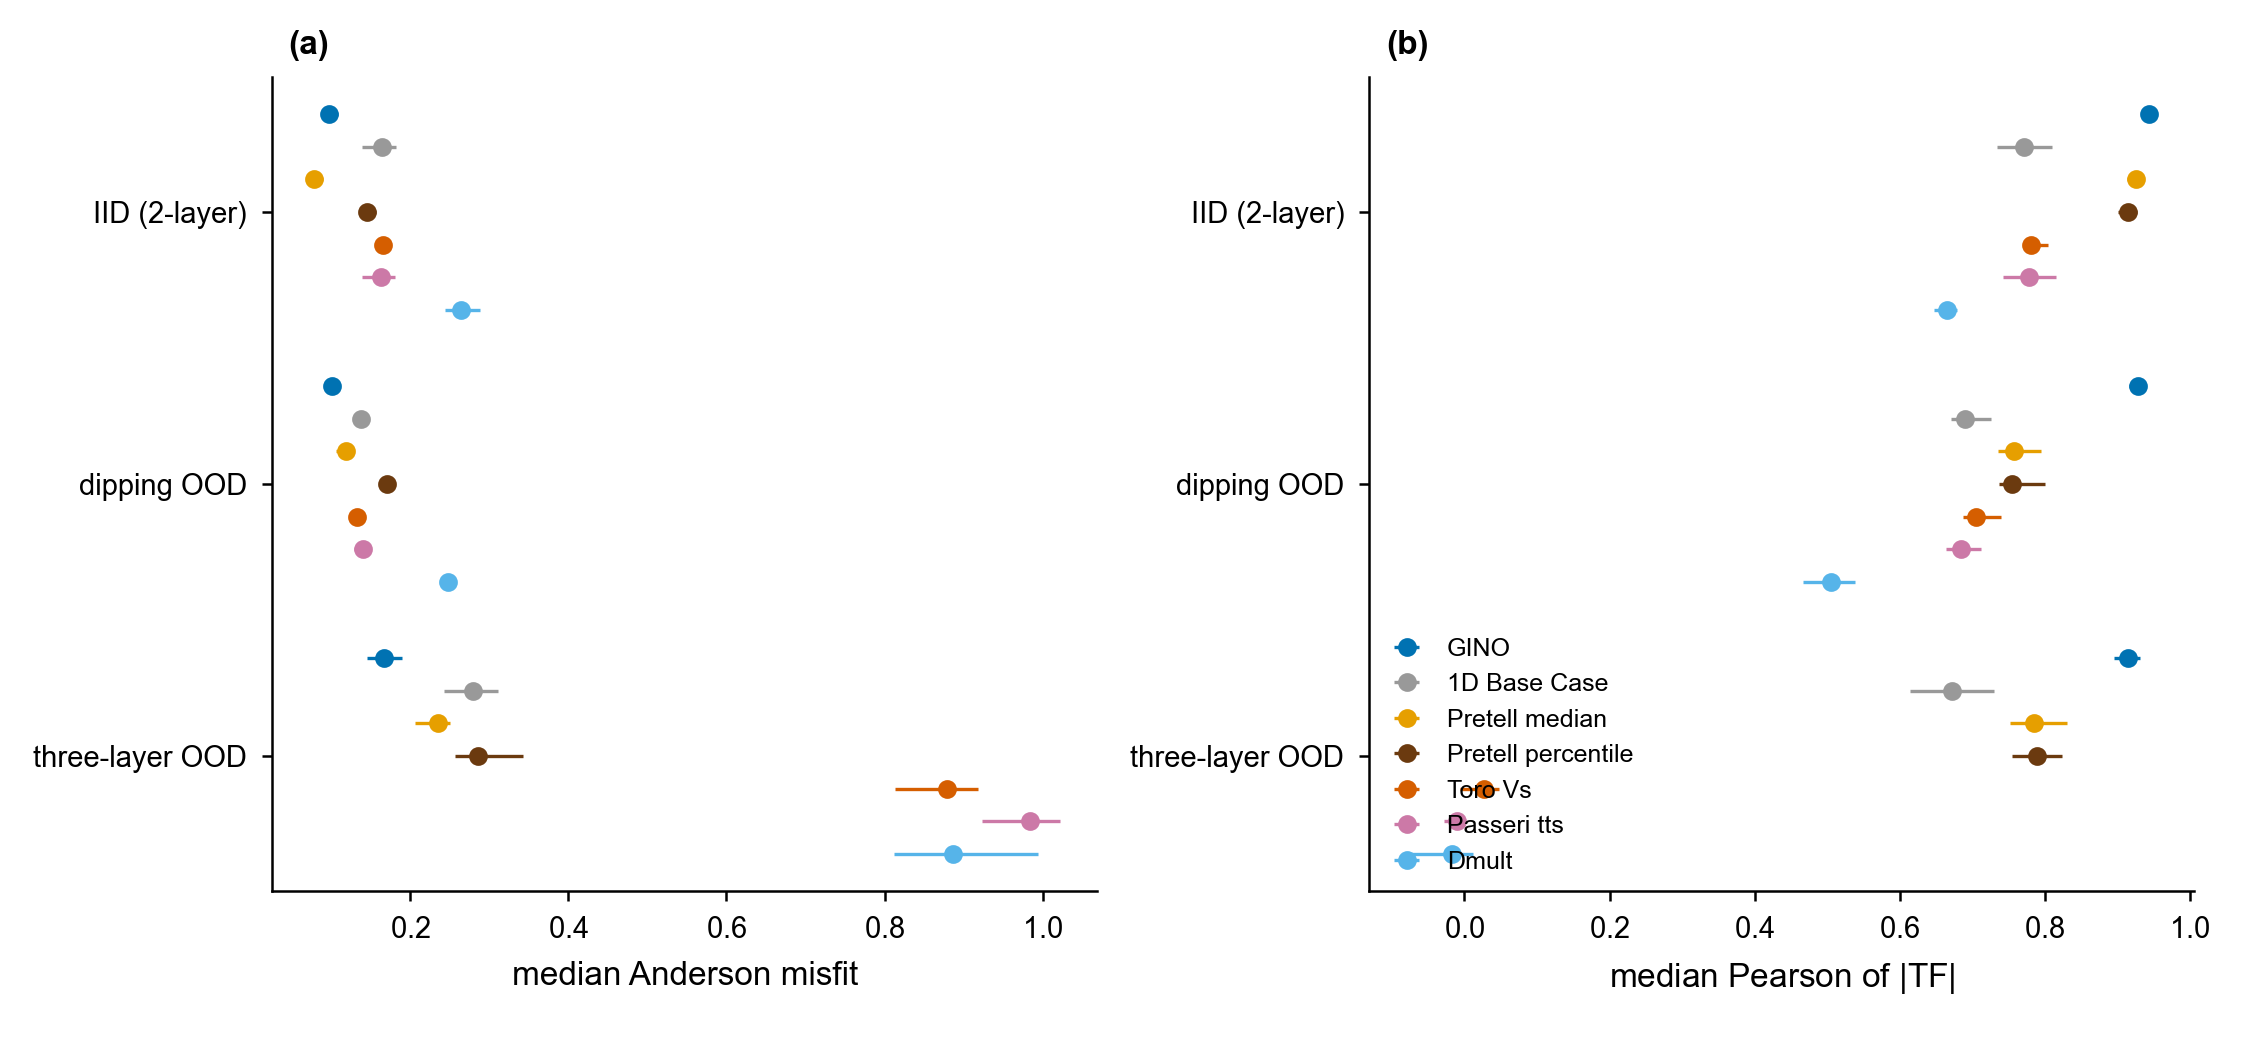 (a)
IID (2-layer)
dipping OOD
three-layer OOD
0.2 0.4 0.6 0.8 1.0
median Anderson misfit
(b)
IID (2-layer)
dipping OOD
three-layer OOD
GINO
1D Base Case
Pretell median
Pretell percentile
Toro Vs
Passeri tts
Dmult
0.0 0.2 0.4 0.6 0.8 1.0
median Pearson of |TF|